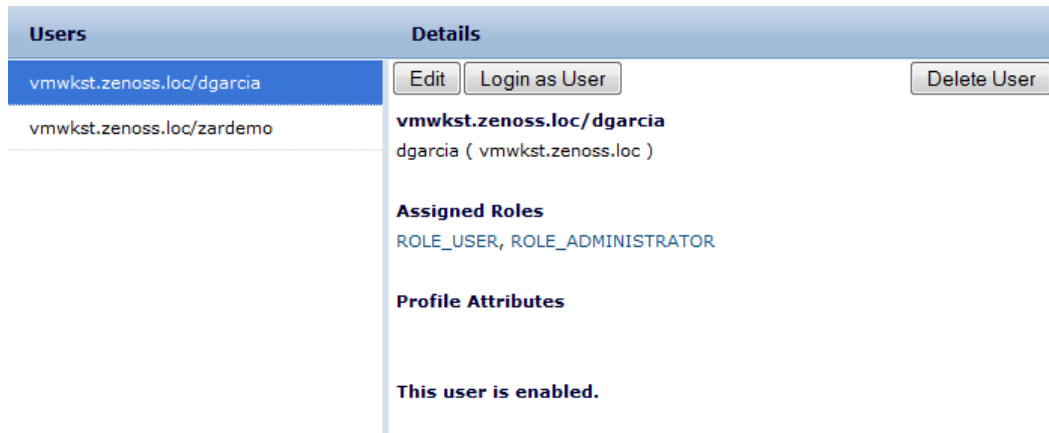 Users
Details
vmwkst.zenoss.loc/dgarcia
vmwkst.zenoss.loc/zardemo
Edit
Login as User
Delete User
vmwkst.zenoss.loc/dgarcia
dgarcia ( vmwkst.zenoss.loc )
Assigned Roles
ROLE_USER, ROLE_ADMINISTRATOR
Profile Attributes
This user is enabled.